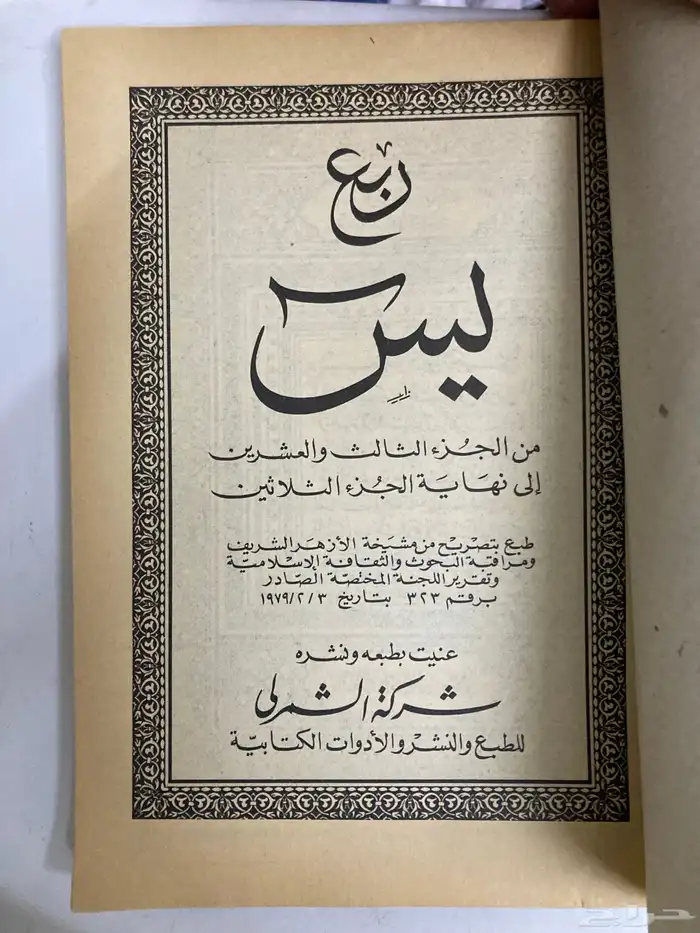 ربع
يس
من الجزء الثالث والعشرين
إلى نهاية الجزء الثلاثين
طبع بتصريح من مشيخة الأزهر الشريف
ومراقبة البحوث والثقافة الإسلامية
وتقرير اللجنة المختصة الصادر
برقم ٣٢٣ بتاريخ ١٩٧٩/٢/٣
عنيت بطبعه ونشره
شركة الشمرلي
للطبع والنشر والأدوات الكتابية
حراج